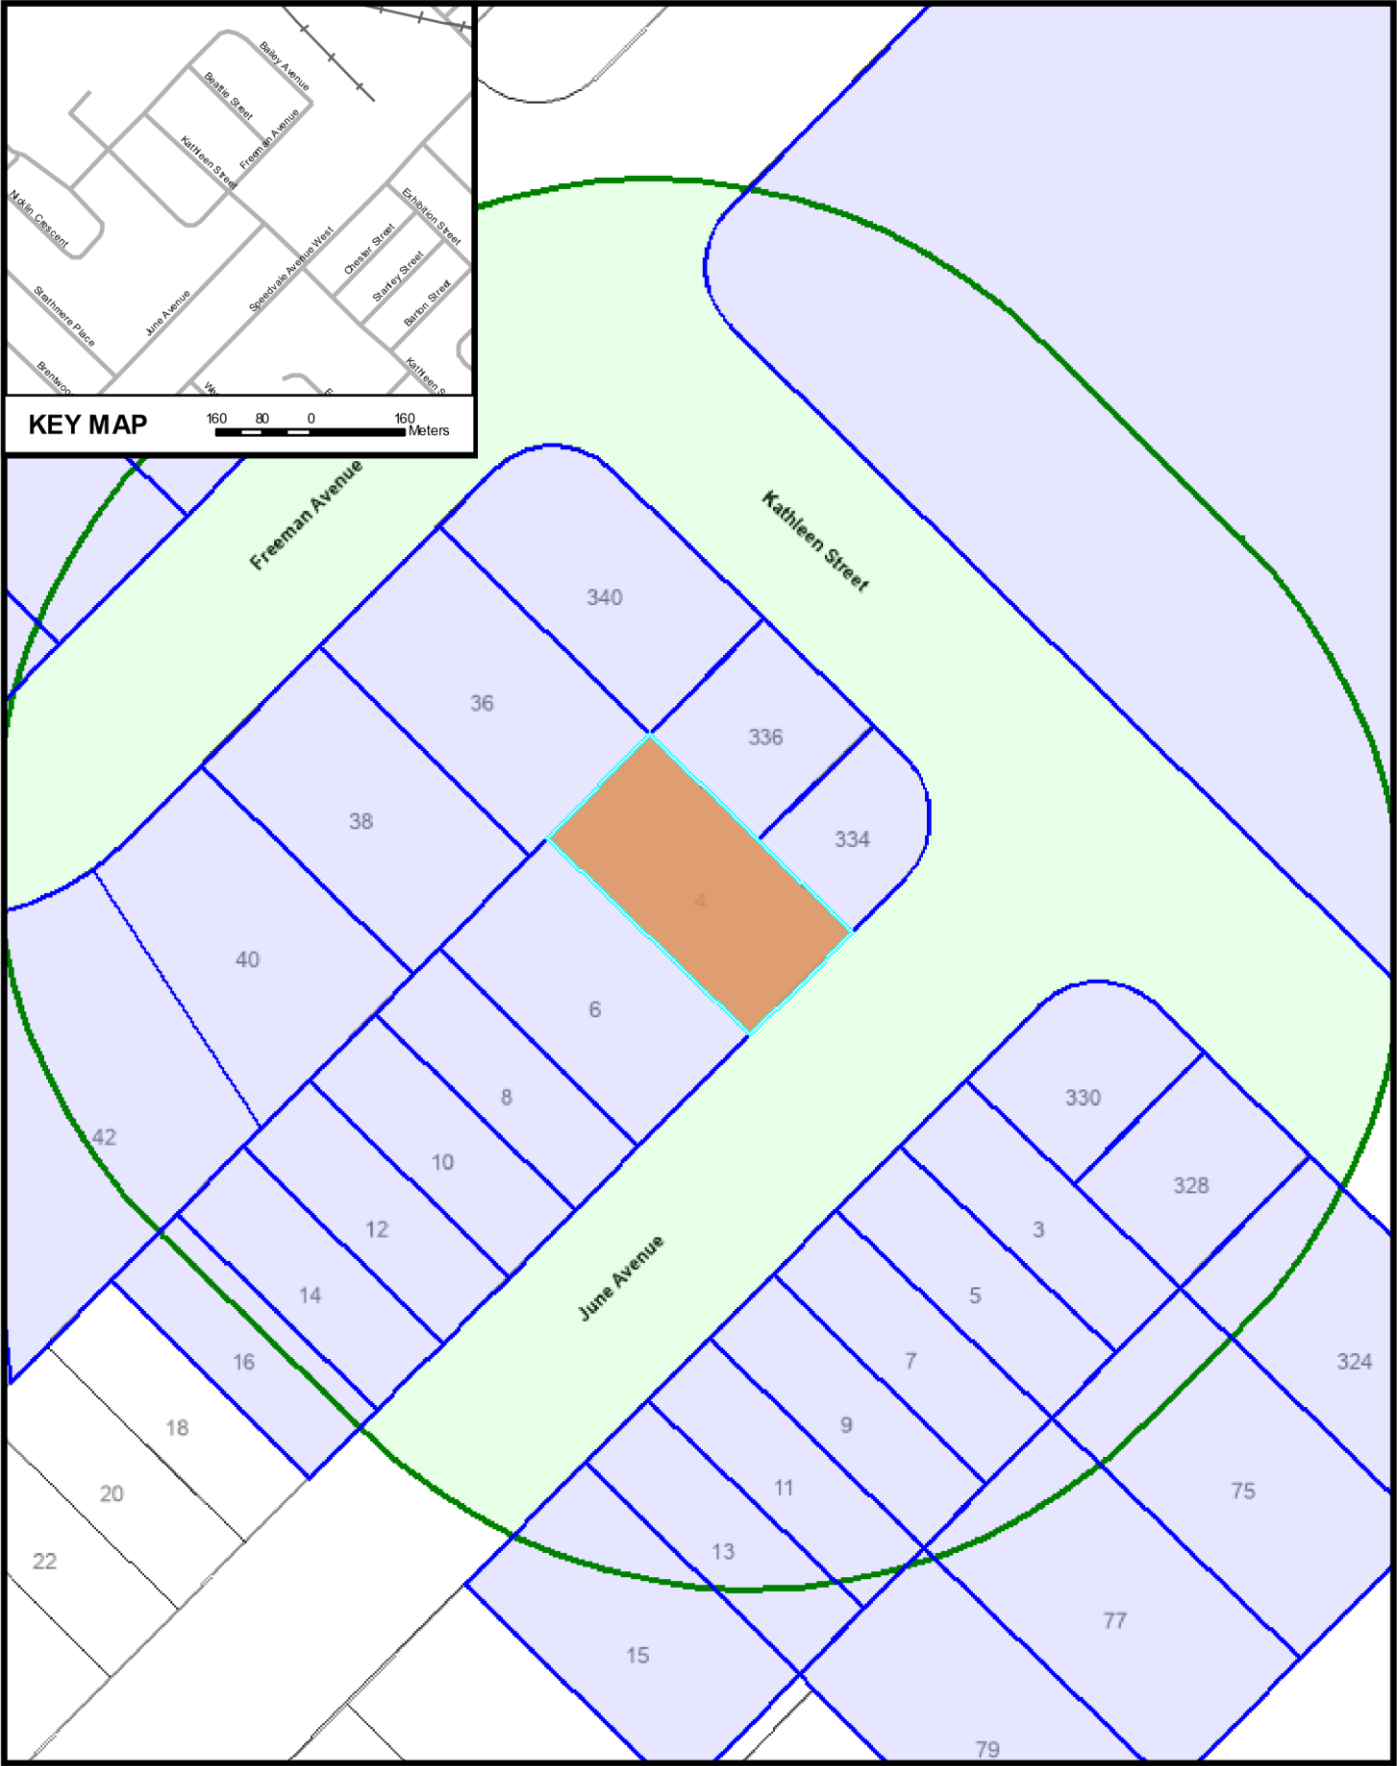 Bailey Avenue
Beattie Street
Kathleen Street
Freeman Avenue
Nicklin Crescent
Exhibition Street
Chester Street
Stanley Street
Barton Street
Speedvale Avenue West
June Avenue
Strathmere Place
Brentwoo
Kathleen S
KEY MAP
160 80 0 160
Meters
Freeman Avenue
Kathleen Street
340
36
336
38
334
4
40
6
8
330
42
10
328
12
3
14
5
16
7
324
18
9
20
11
75
22
13
77
15
79
June Avenue